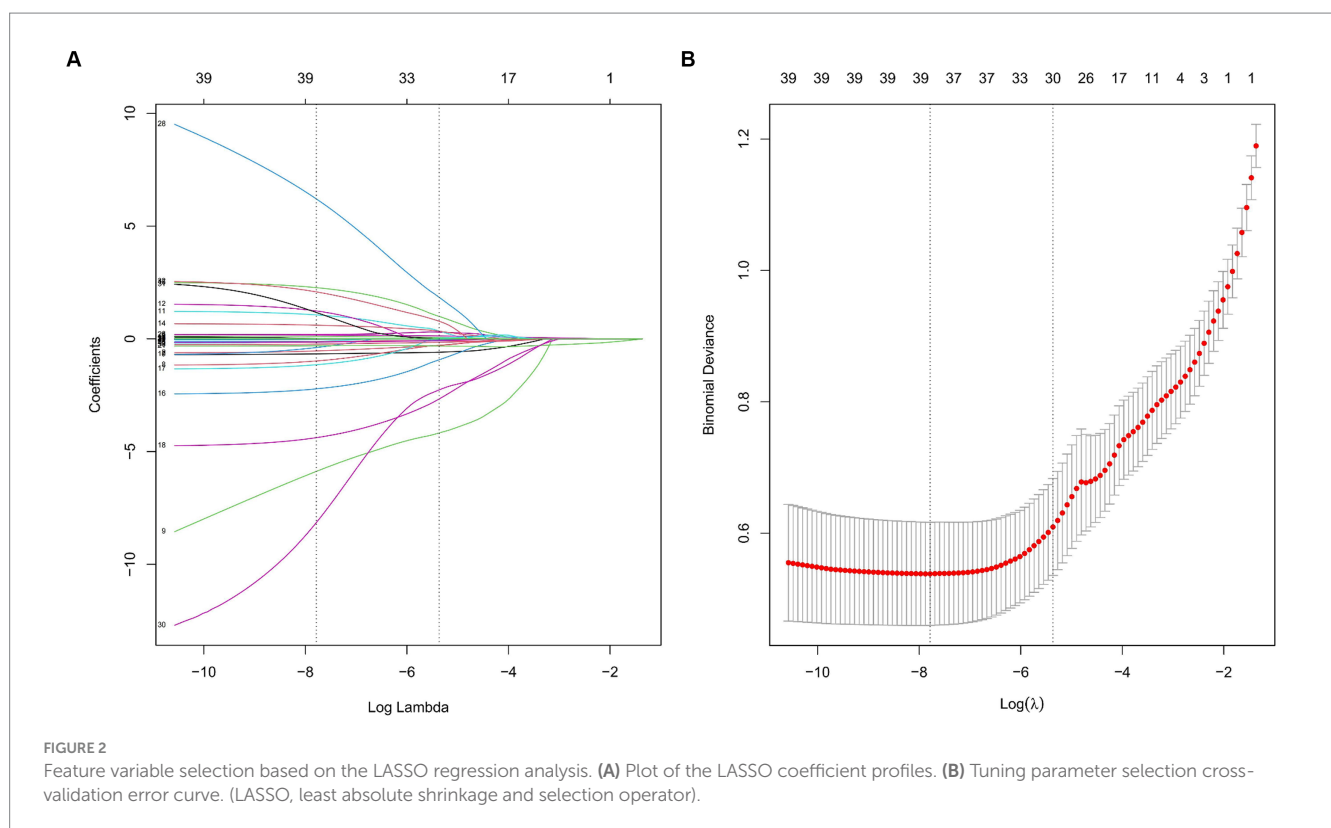 A
39 39 33 17 1
10
5
0
−5
−10
Coefficients
28
12
11
14
8
17
16
18
9
30
−10 −8 −6 −4 −2
Log Lambda
B
39 39 39 39 39 37 37 33 30 26 17 11 4 3 1 1
1.2
1.0
0.8
0.6
Binomial Deviance
−10 −8 −6 −4 −2
Log(λ)
FIGURE 2
Feature variable selection based on the LASSO regression analysis. (A) Plot of the LASSO coefficient profiles. (B) Tuning parameter selection cross-
validation error curve. (LASSO, least absolute shrinkage and selection operator).